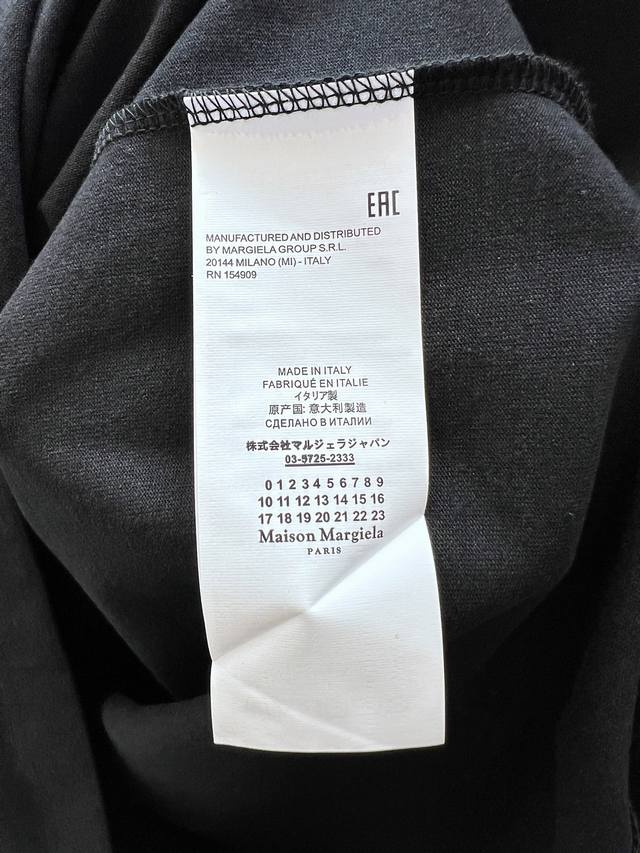 EAC
MANUFACTURED AND DISTRIBUTED
BY MARGIELA GROUP S.R.L.
20144 MILANO (MI) - ITALY
RN 154909
MADE IN ITALY
FABRIQUÉ EN ITALIE
イタリア製
原产国: 意大利製造
СДЕЛАНО В ИТАЛИИ
株式会社マルジェラジャパン
03-5725-2333
0 1 2 3 4 5 6 7 8 9
10 11 12 13 14 15 16
17 18 19 20 21 22 23
Maison Margiela
PARIS